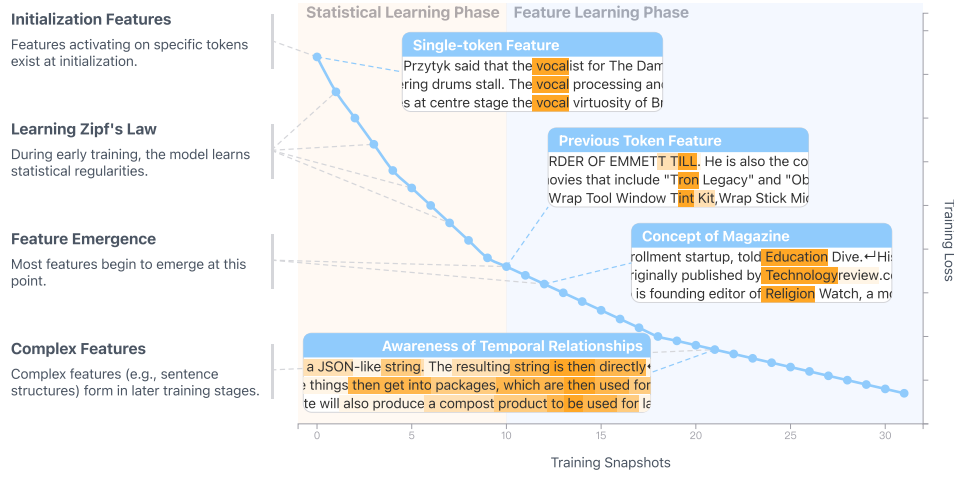 Initialization Features
Features activating on specific tokens
exist at initialization.
Learning Zipf's Law
During early training, the model learns
statistical regularities.
Feature Emergence
Most features begin to emerge at this
point.
Complex Features
Complex features (e.g., sentence
structures) form in later training stages.
Statistical Learning Phase
Feature Learning Phase
Single-token Feature
Przytyk said that the vocalist for The Dam
ring drums stall. The vocal processing an
s at centre stage the vocal virtuosity of Br
Previous Token Feature
RDER OF EMMETT TILL. He is also the co
ovies that include "Tron Legacy" and "Ob
Wrap Tool Window Tint Kit,Wrap Stick Mi
Concept of Magazine
rollment startup, told Education Dive.↵Hi
riginally published by Technologyreview.c
is founding editor of Religion Watch, a m
Awareness of Temporal Relationships
a JSON-like string. The resulting string is then directly
e things then get into packages, which are then used for
te will also produce a compost product to be used for la
0 5 10 15 20 25 30
Training Snapshots
Training Loss